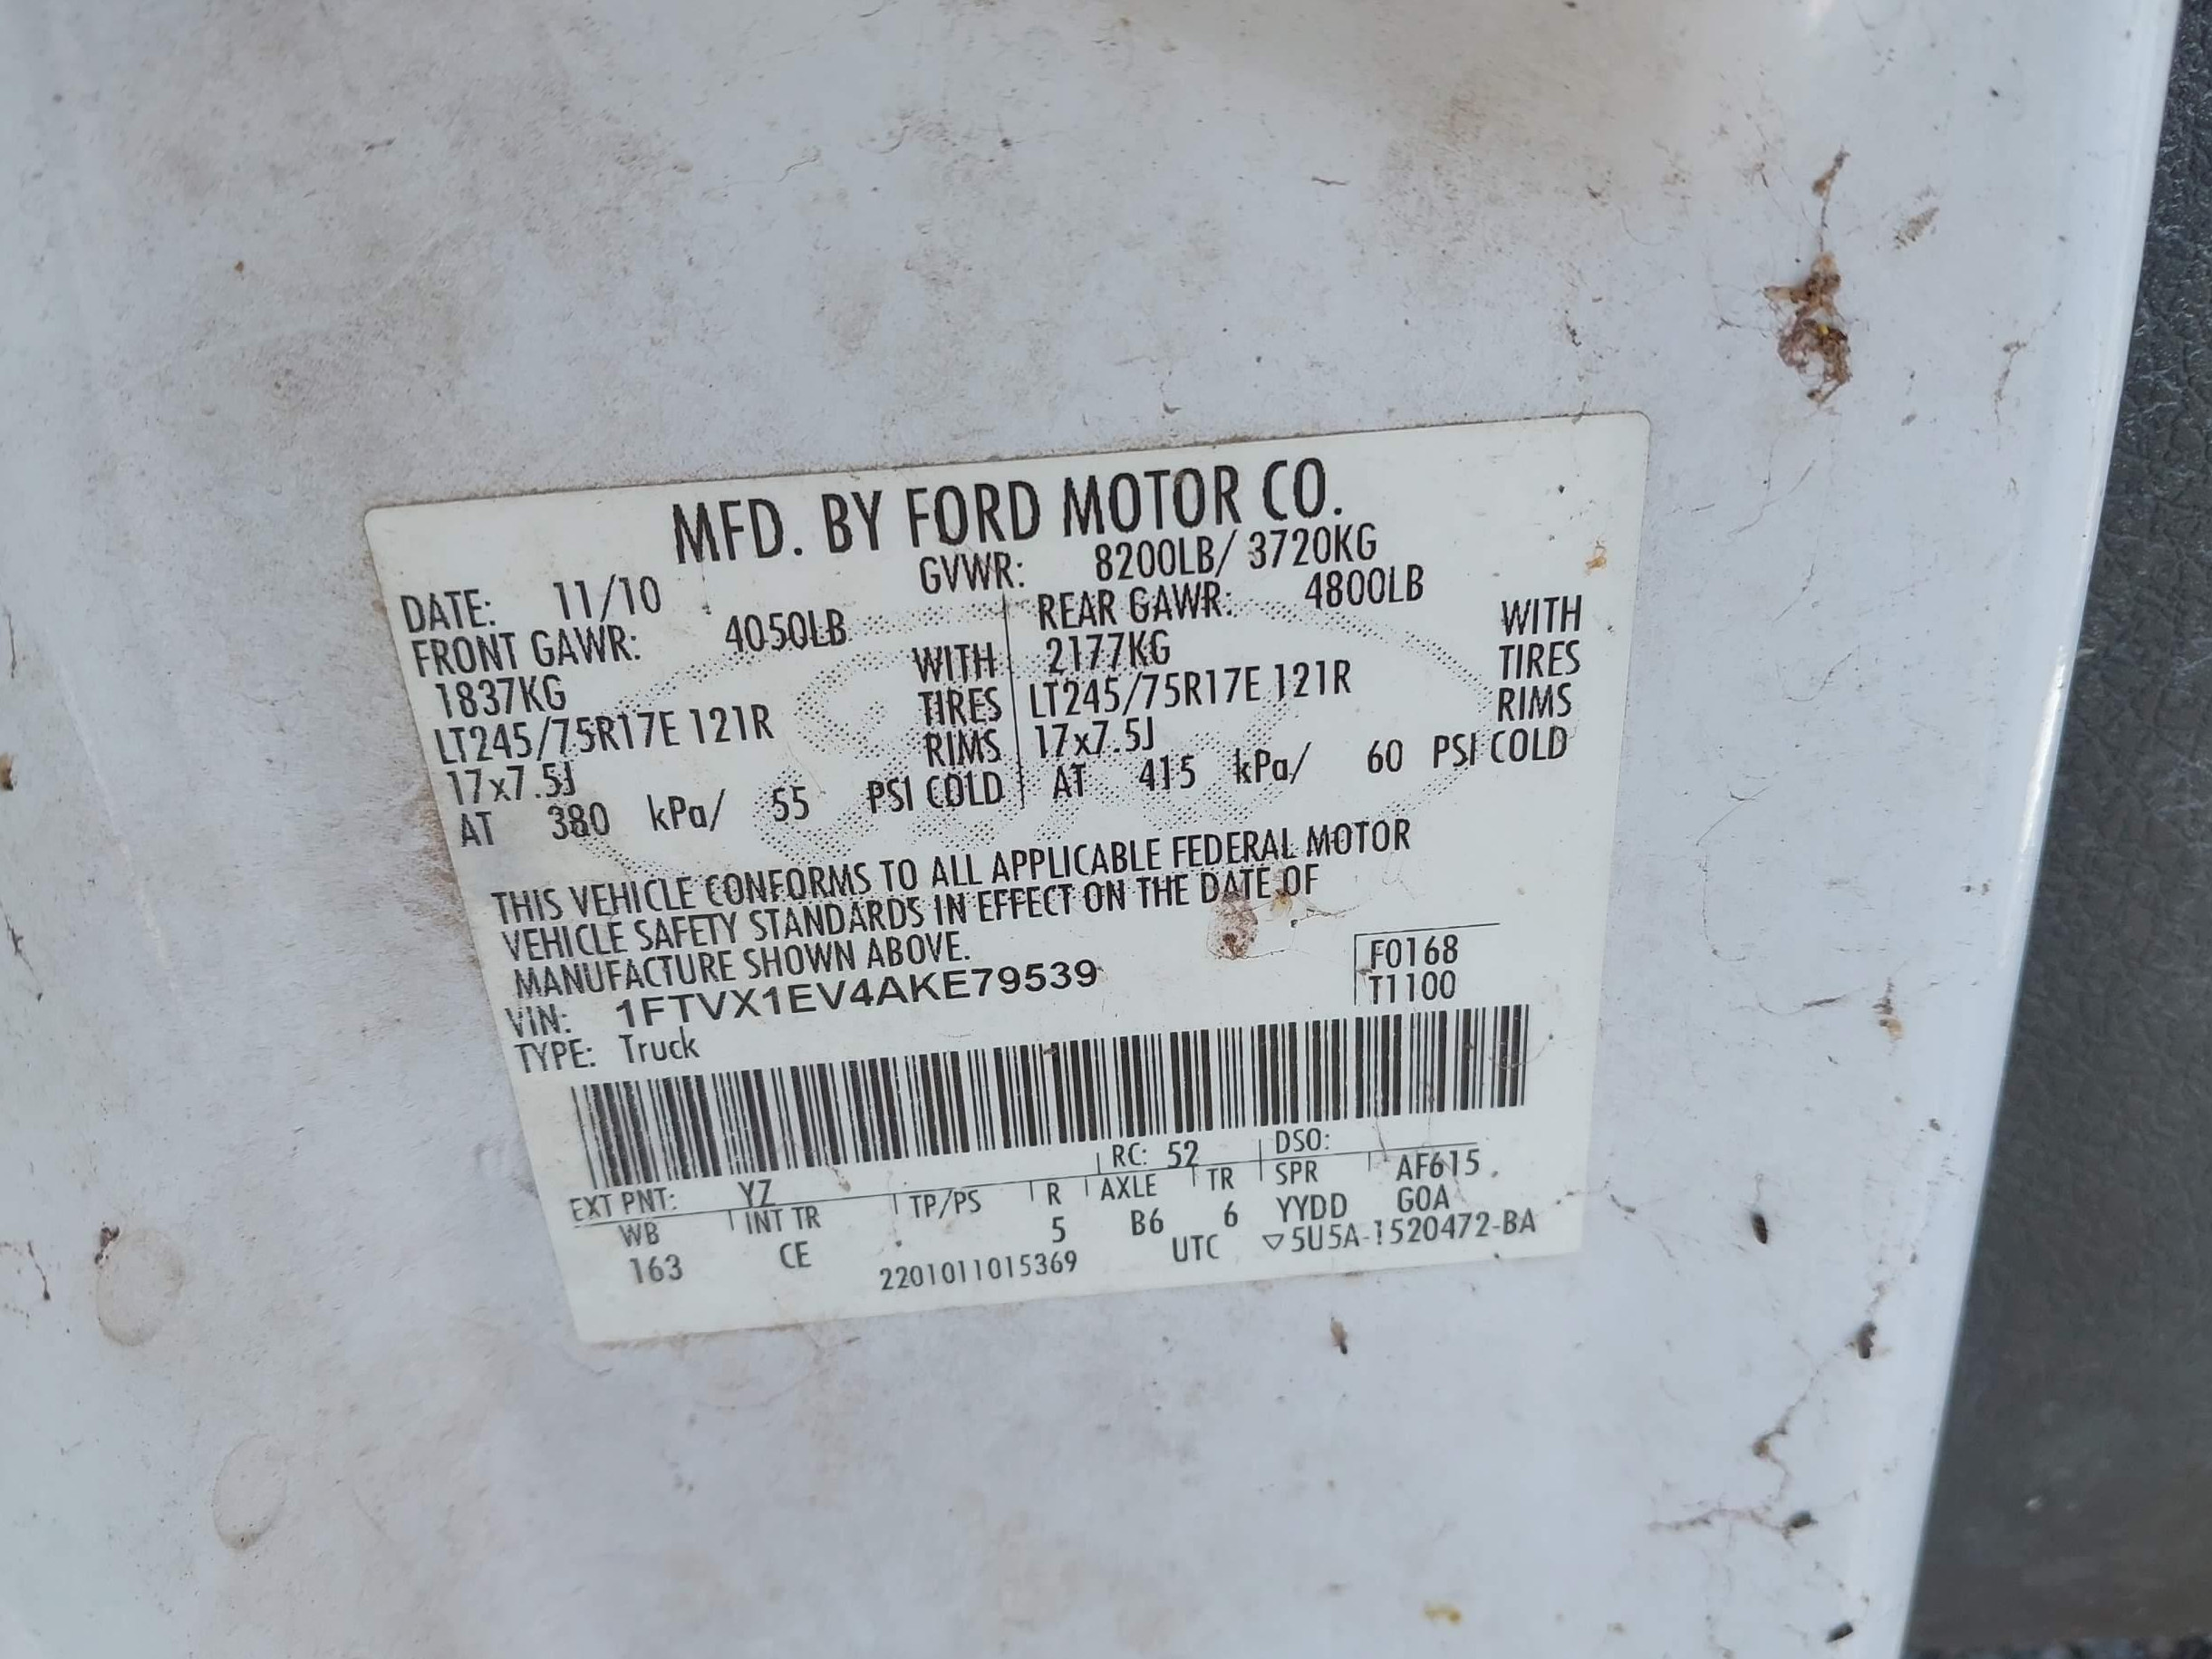 MFD. BY FORD MOTOR CO.
DATE: 11/10 GVWR: 8200LB/ 3720KG
FRONT GAWR: 4050LB REAR GAWR: 4800LB
1837KG WITH 2177KG WITH
LT245/75R17E 121R TIRES LT245/75R17E 121R TIRES
17x7.5J RIMS 17x7.5J RIMS
AT 380 kPa/ 55 PSI COLD AT 415 kPa/ 60 PSI COLD
THIS VEHICLE CONFORMS TO ALL APPLICABLE FEDERAL MOTOR
VEHICLE SAFETY STANDARDS IN EFFECT ON THE DATE OF
MANUFACTURE SHOWN ABOVE.
VIN: 1FTVX1EV4AKE79539 F0168
TYPE: Truck T1100
EXT PNT: YZ RC: 52 DSO:
WB INT TR TP/PS R AXLE TR SPR AF615
163 CE 5 B6 6 YYDD GOA
2201011015369 UTC ▽5U5A-1520472-BA